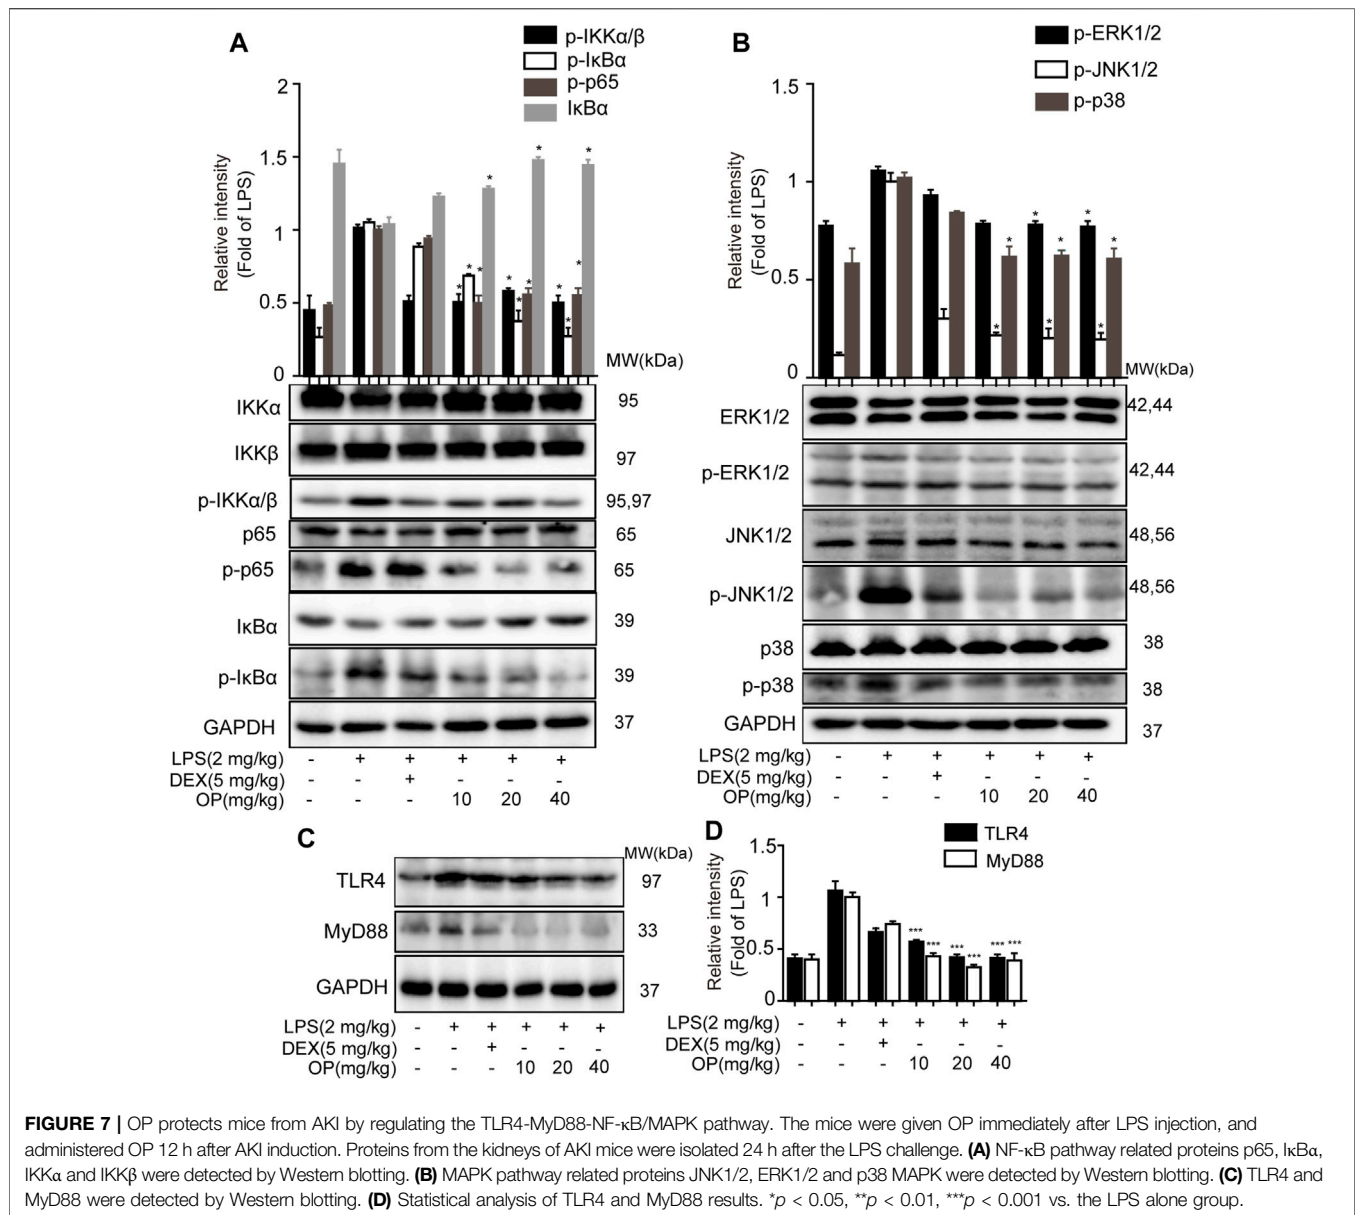 A
p-IKKα/β
p-IκBα
p-p65
IκBα
2
1.5
1
0.5
0
Relative intensity
(Fold of LPS)
* * * * * * * * * * * *
MW(kDa)
IKKα 95
IKKβ 97
p-IKKα/β 95,97
p65 65
p-p65 65
IκBα 39
p-IκBα 39
GAPDH 37
LPS(2 mg/kg) - + + + + +
DEX(5 mg/kg) - - + - - -
OP(mg/kg) - - - 10 20 40
B
p-ERK1/2
p-JNK1/2
p-p38
1.5
1
0.5
0
Relative intensity
(Fold of LPS)
* * * * * * * *
MW(kDa)
ERK1/2 42,44
p-ERK1/2 42,44
JNK1/2 48,56
p-JNK1/2 48,56
p38 38
p-p38 38
GAPDH 37
LPS(2 mg/kg) - + + + + +
DEX(5 mg/kg) - - + - - -
OP(mg/kg) - - - 10 20 40
C
MW(kDa)
TLR4 97
MyD88 33
GAPDH 37
LPS(2 mg/kg) - + + + + +
DEX(5 mg/kg) - - + - - -
OP(mg/kg) - - - 10 20 40
D
TLR4
MyD88
1.5
1
0.5
0
Relative intensity
(Fold of LPS)
*** *** *** *** *** ***
LPS(2 mg/kg) - + + + + +
DEX(5 mg/kg) - - + - - -
OP(mg/kg) - - - 10 20 40
FIGURE 7 | OP protects mice from AKI by regulating the TLR4-MyD88-NF-κB/MAPK pathway. The mice were given OP immediately after LPS injection, and
administered OP 12 h after AKI induction. Proteins from the kidneys of AKI mice were isolated 24 h after the LPS challenge. (A) NF-κB pathway related proteins p65, IκBα,
IKKα and IKKβ were detected by Western blotting. (B) MAPK pathway related proteins JNK1/2, ERK1/2 and p38 MAPK were detected by Western blotting. (C) TLR4 and
MyD88 were detected by Western blotting. (D) Statistical analysis of TLR4 and MyD88 results. *p < 0.05, **p < 0.01, ***p < 0.001 vs. the LPS alone group.